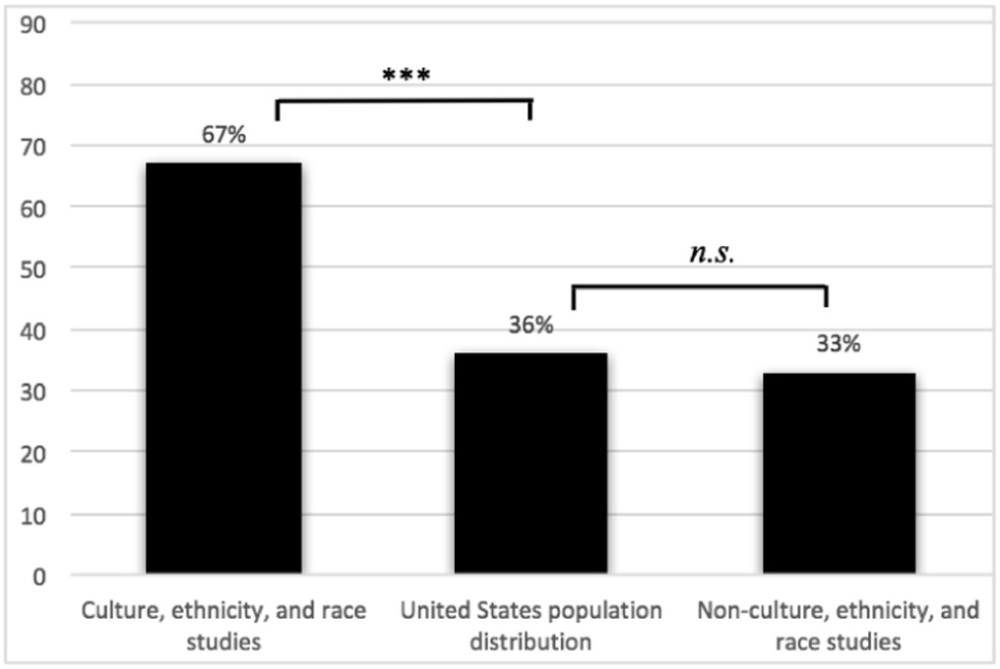 90
80
70
60
50
40
30
20
10
0
***
67%
n.s.
36%
33%
Culture, ethnicity, and race
studies
United States population
distribution
Non-culture, ethnicity, and
race studies